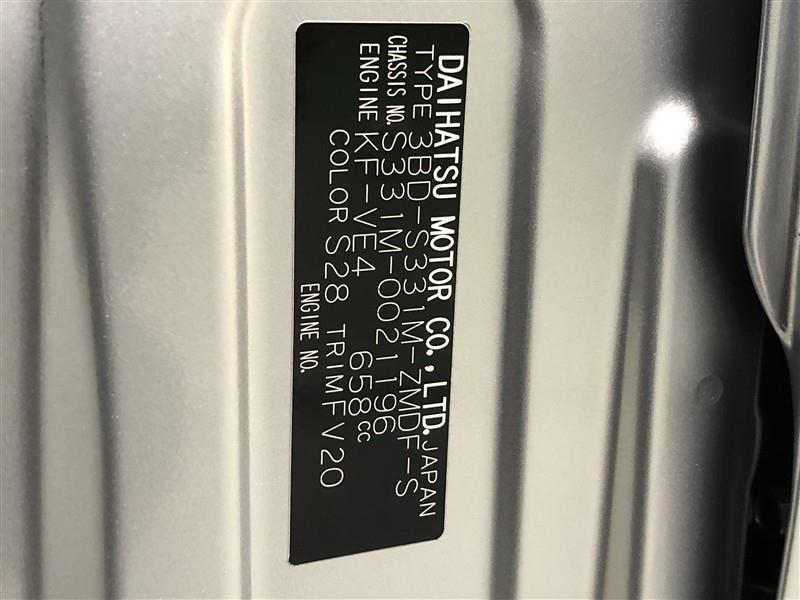 DAIHATSU MOTOR CO., LTD. JAPAN
TYPE 3BD-S331M-ZMDF-S
CHASSIS NO. S331M-0021196
ENGINE KF-VE4 658cc
COLOR S28 TRIM FV20
ENGINE NO.